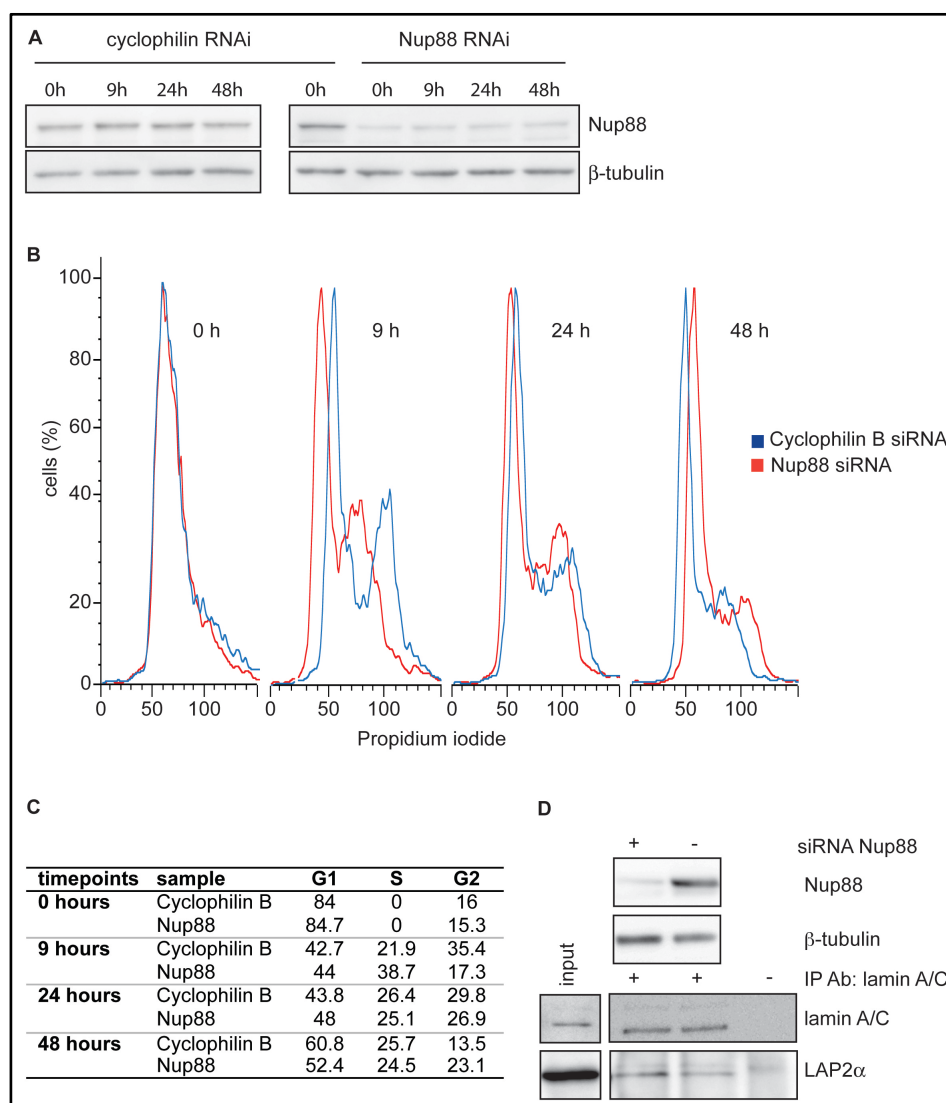 A
cyclophilin RNAi Nup88 RNAi
0h 9h 24h 48h 0h 0h 9h 24h 48h
Nup88
β-tubulin
B
100
80
60
40
20
0
cells (%)
0 h 9 h 24 h 48 h
Cyclophilin B siRNA
Nup88 siRNA
0 50 100 0 50 100 0 50 100 0 50 100
Propidium iodide
C
timepoints sample G1 S G2
0 hours Cyclophilin B 84 0 16
Nup88 84.7 0 15.3
9 hours Cyclophilin B 42.7 21.9 35.4
Nup88 44 38.7 17.3
24 hours Cyclophilin B 43.8 26.4 29.8
Nup88 48 25.1 26.9
48 hours Cyclophilin B 60.8 25.7 13.5
Nup88 52.4 24.5 23.1
D
+ - siRNA Nup88
Nup88
β-tubulin
input
+ + - IP Ab: lamin A/C
lamin A/C
LAP2α